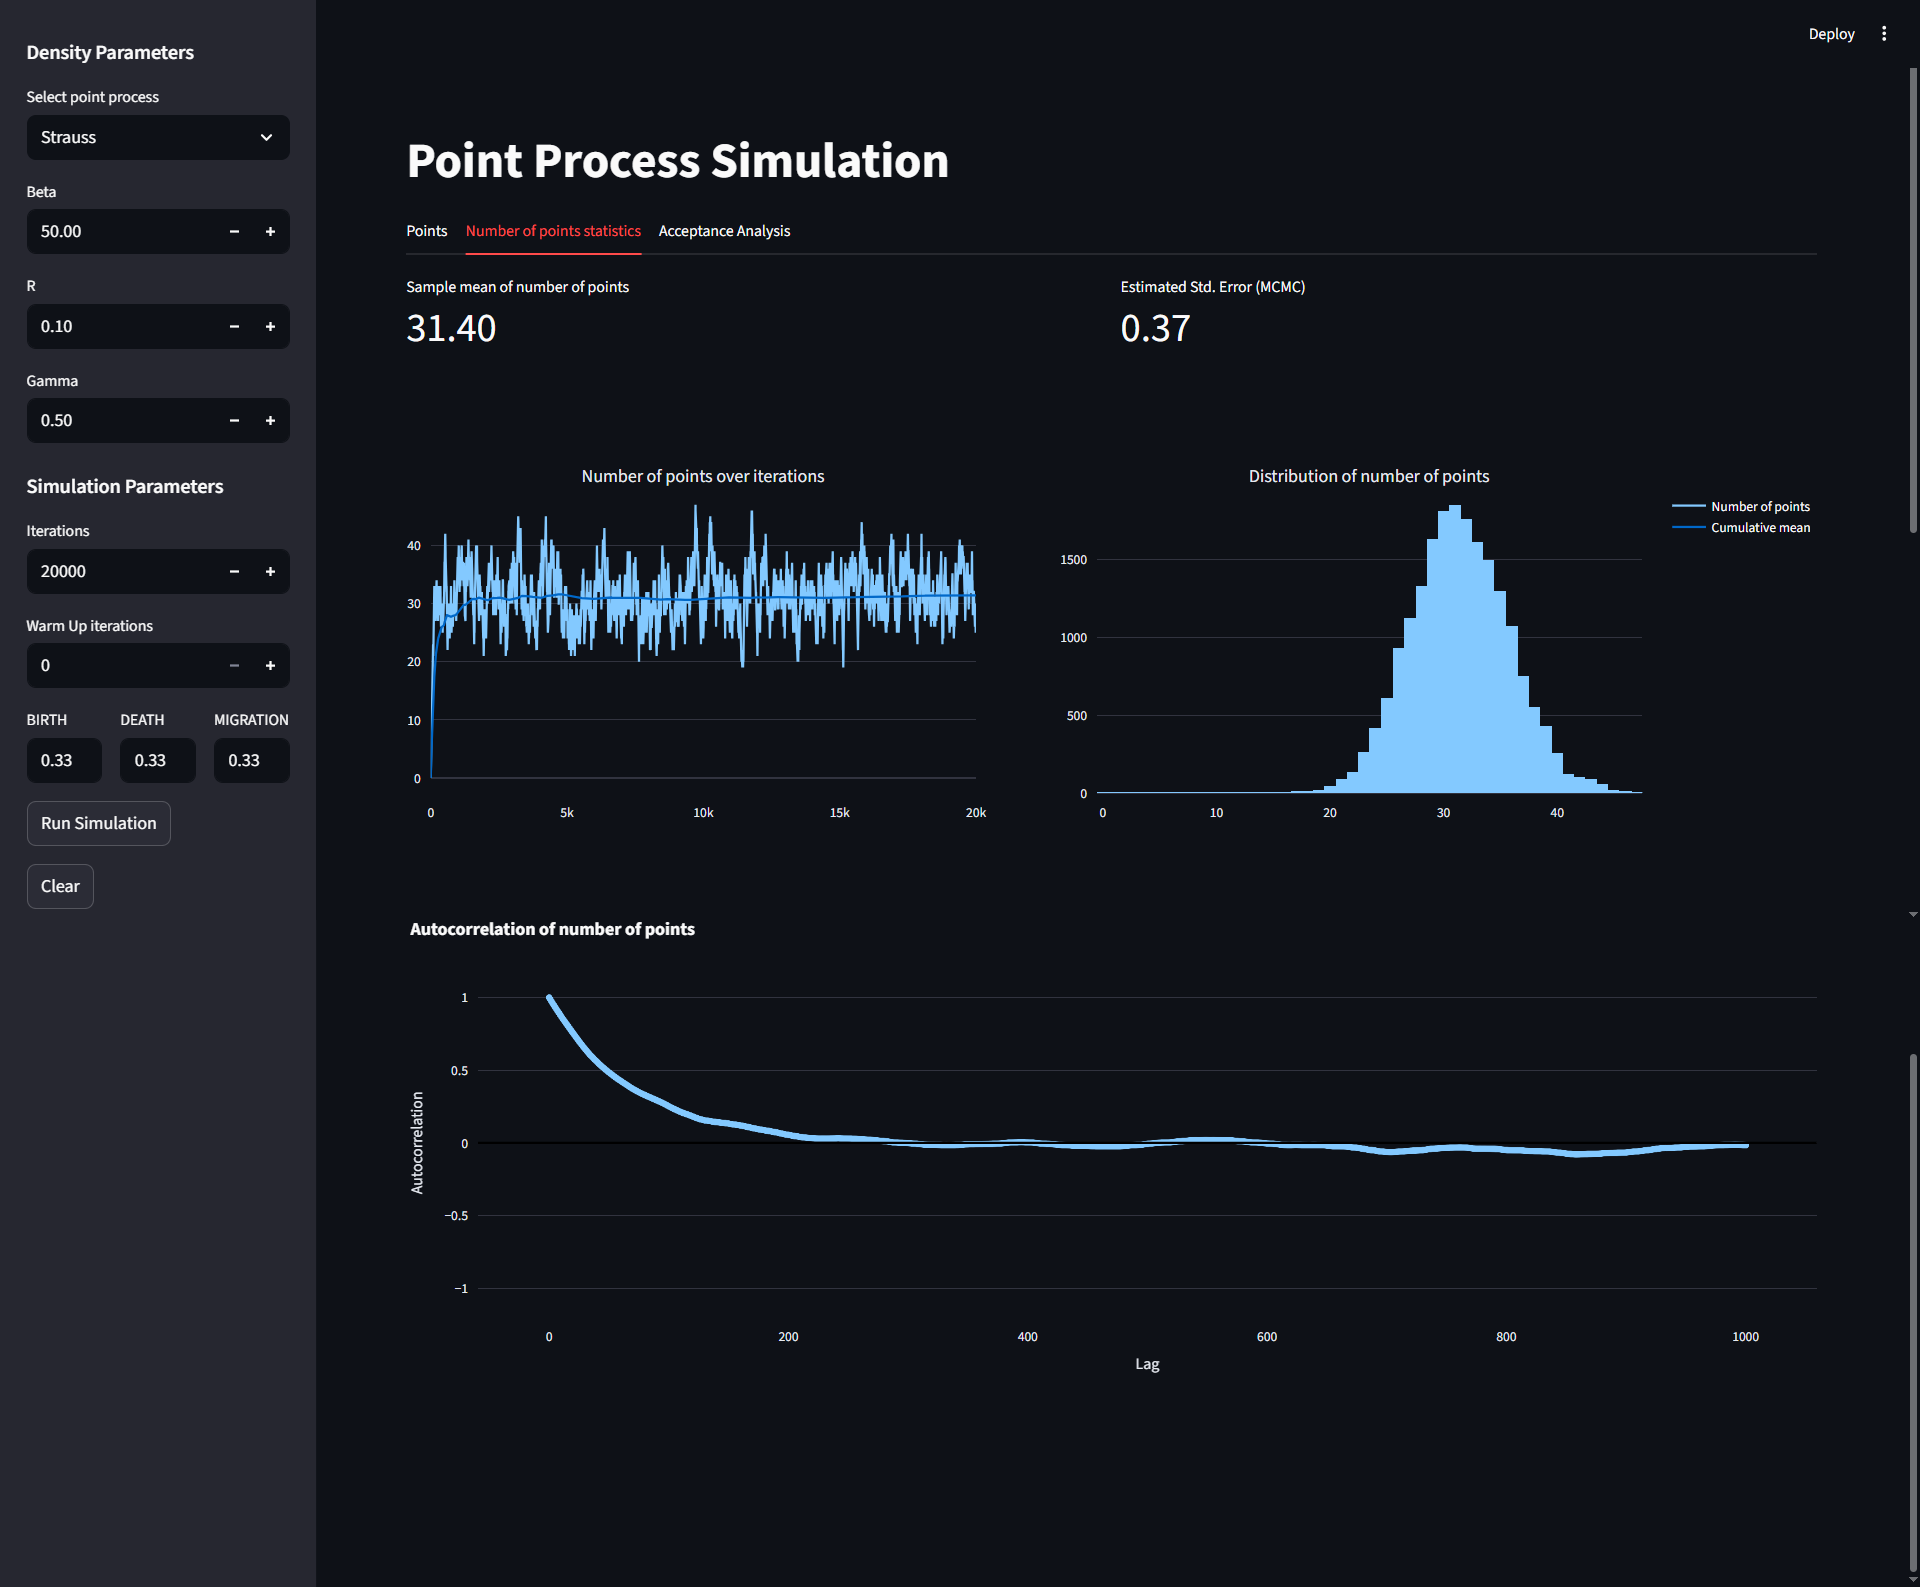 Density Parameters
Select point process
Strauss
Beta
50.00
R
0.10
Gamma
0.50
Simulation Parameters
Iterations
20000
Warm Up iterations
0
BIRTH DEATH MIGRATION
0.33 0.33 0.33
Run Simulation
Clear
Deploy
Point Process Simulation
Points Number of points statistics Acceptance Analysis
Sample mean of number of points
31.40
Estimated Std. Error (MCMC)
0.37
Number of points over iterations
40
30
20
10
0
0 5k 10k 15k 20k
Distribution of number of points
1500
1000
500
0
0 10 20 30 40
Number of points
Cumulative mean
Autocorrelation of number of points
Autocorrelation
1
0.5
0
−0.5
−1
0 200 400 600 800 1000
Lag